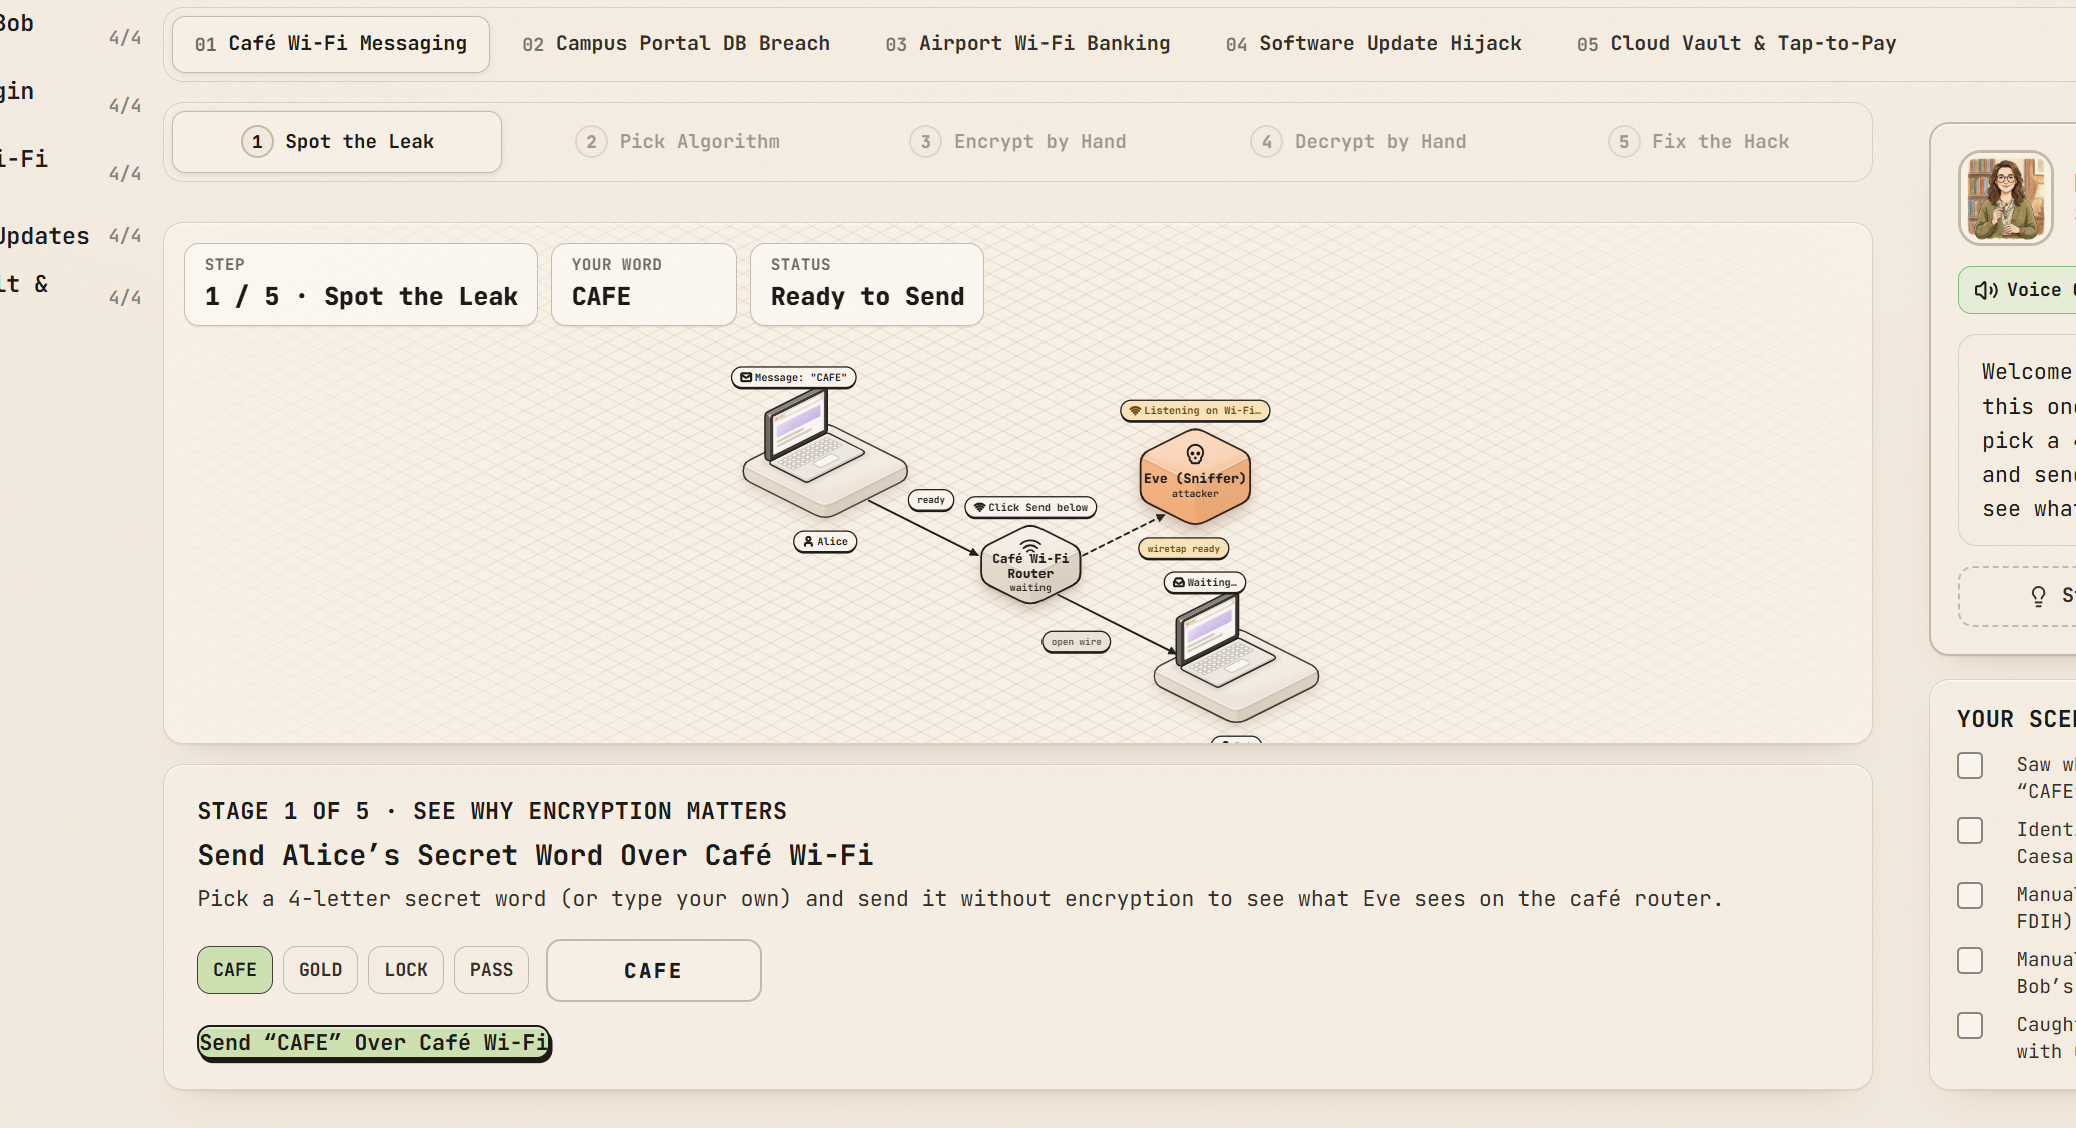 Bob
4/4
gin
4/4
i-Fi
4/4
Updates 4/4
lt &
4/4
01 Café Wi-Fi Messaging
02 Campus Portal DB Breach
03 Airport Wi-Fi Banking
04 Software Update Hijack
05 Cloud Vault & Tap-to-Pay
1 Spot the Leak
2 Pick Algorithm
3 Encrypt by Hand
4 Decrypt by Hand
5 Fix the Hack
STEP
1 / 5 · Spot the Leak
YOUR WORD
CAFE
STATUS
Ready to Send
Message: "CAFE"
Alice
ready
Click Send below
Café Wi-Fi
Router
waiting
Listening on Wi-Fi…
Eve (Sniffer)
attacker
wiretap ready
Waiting…
open wire
STAGE 1 OF 5 · SEE WHY ENCRYPTION MATTERS
Send Alice’s Secret Word Over Café Wi-Fi
Pick a 4-letter secret word (or type your own) and send it without encryption to see what Eve sees on the café router.
CAFE
GOLD
LOCK
PASS
CAFE
Send “CAFE” Over Café Wi-Fi
Voice
Welcome
this on
pick a
and sen
see wha
S
YOUR SCE
Saw w
“CAFE
Ident
Caesa
Manua
FDIH)
Manua
Bob’s
Caugh
with